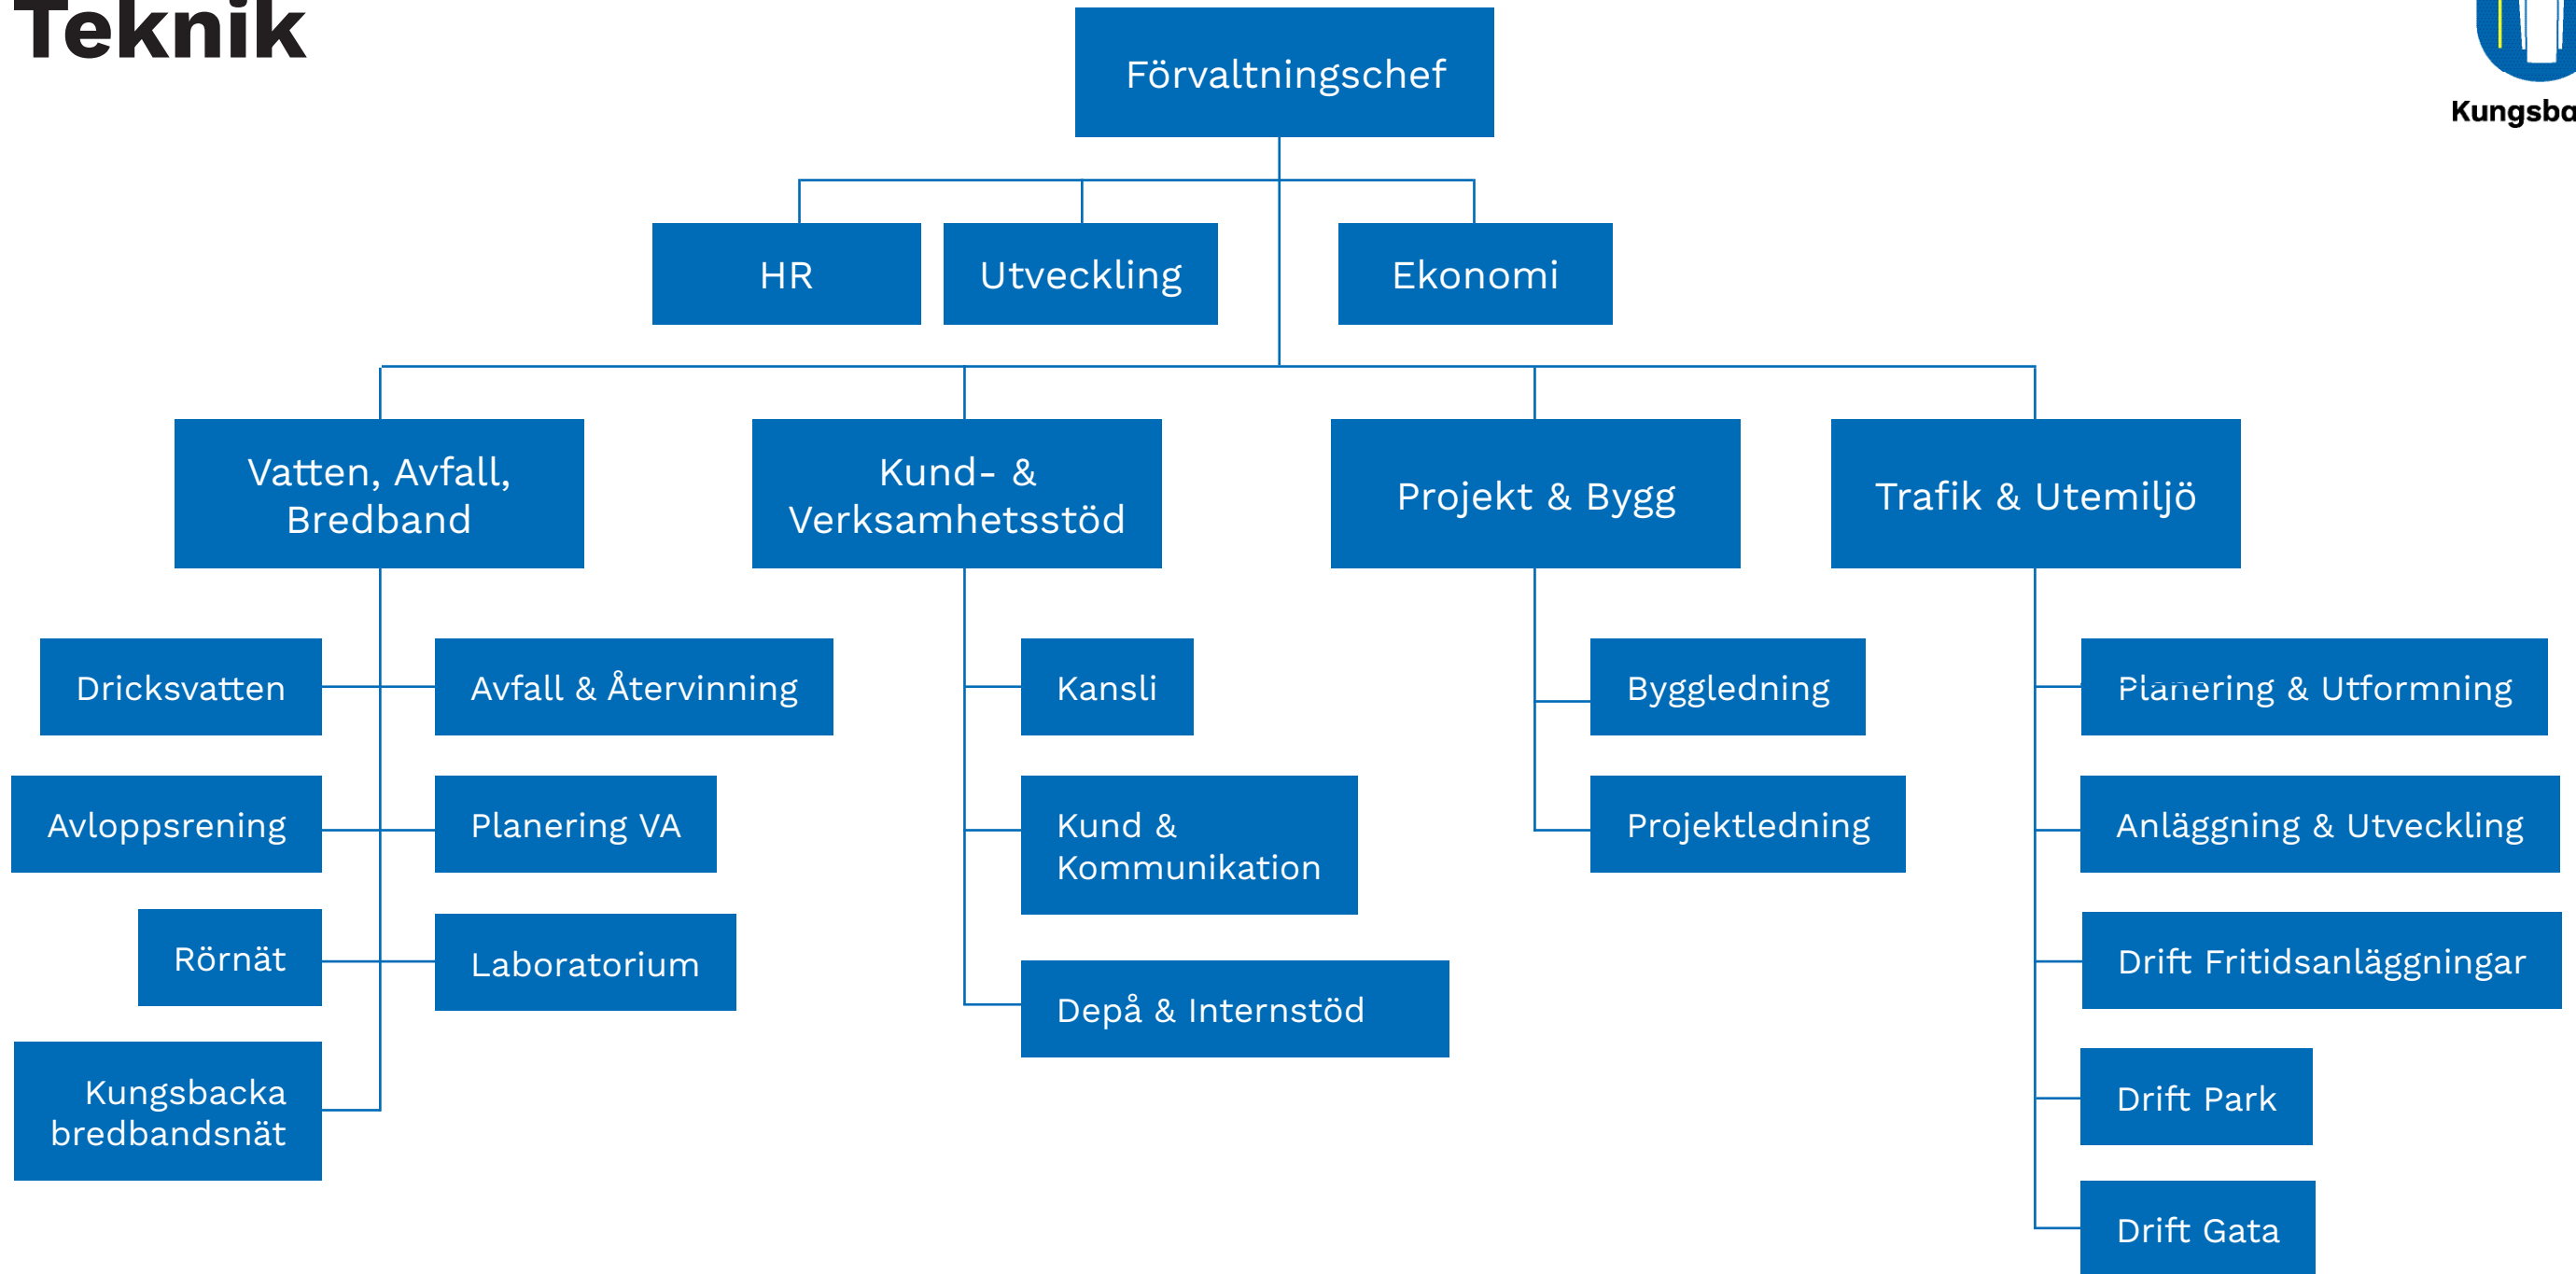 Teknik
Förvaltningschef
Kungsba
HR
Utveckling
Ekonomi
Vatten, Avfall,
Bredband
Kund- &
Verksamhetsstöd
Projekt & Bygg
Trafik & Utemiljö
Dricksvatten
Avfall & Återvinning
Avloppsrening
Planering VA
Rörnät
Laboratorium
Kungsbacka
bredbandsnät
Kansli
Kund &
Kommunikation
Depå & Internstöd
Byggledning
Projektledning
Planering & Utformning
Anläggning & Utveckling
Drift Fritidsanläggningar
Drift Park
Drift Gata